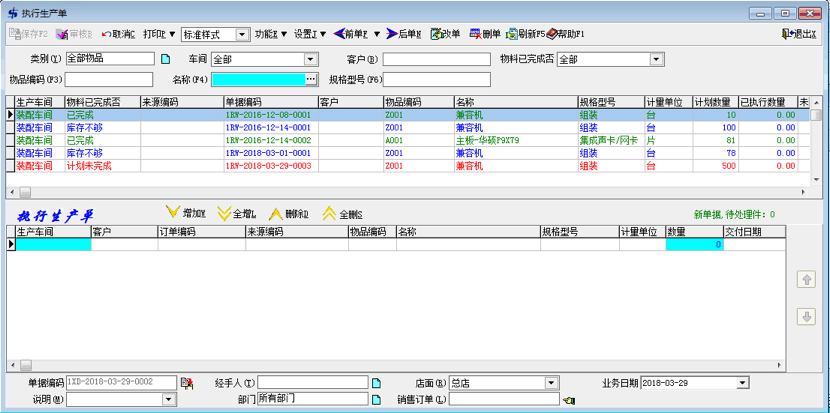 执行生产单
保存F2 审核B 取消C 打印P 标准样式 功能E 设置I 前单P 后单N 改单 删单 刷新F5 帮助F1 退出X
类别(Y) 全部物品 车间 全部 客户(B) 物料已完成否 全部
物品编码(F3) 名称(F4) 规格型号(F6)
生产车间 物料已完成否 来源编码 单据编码 客户 物品编码 名称 规格型号 计量单位 计划数量 已执行数量 未
装配车间 已完成 1RW-2016-12-08-0001 Z001 兼容机 组装 台 10 0.00
装配车间 库存不够 1RW-2016-12-14-0001 Z001 兼容机 组装 台 100 0.00
装配车间 已完成 1RW-2016-12-14-0002 A001 主板-华硕P9X79 集成声卡/网卡 片 81 0.00
装配车间 库存不够 1RW-2018-03-01-0001 Z001 兼容机 组装 台 78 0.00
装配车间 计划未完成 1RW-2018-03-29-0003 Z001 兼容机 组装 台 500 0.00
执行生产单 增加W 全增L 删除D 全删S 新单据,待处理件: 0
生产车间 客户 订单编码 来源编码 物品编码 名称 规格型号 计量单位 数量 交付日期
0
单据编码 1XD-2018-03-29-0002 经手人(T) 店面(R) 总店 业务日期 2018-03-29
说明(M) 部门 所有部门 销售订单(L)